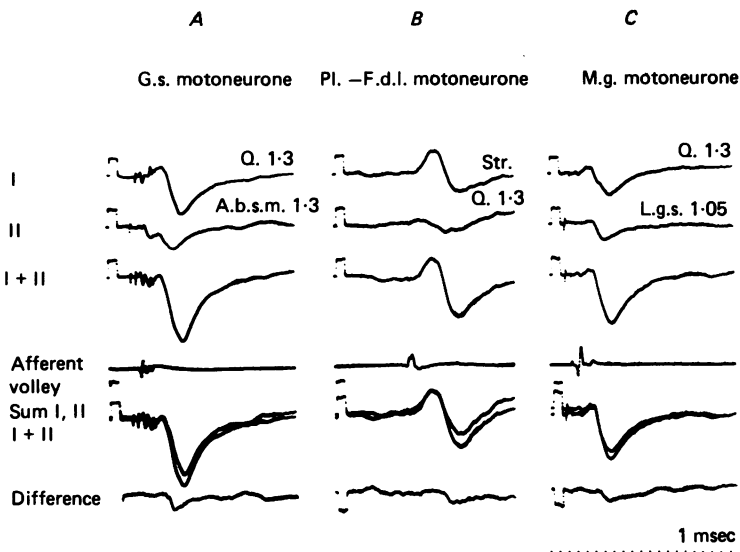 A B C
G.s. motoneurone Pl. –F.d.l. motoneurone M.g. motoneurone
I Q. 1·3 Str. Q. 1·3
II A.b.s.m. 1·3 Q. 1·3 L.g.s. 1·05
I + II
Afferent
volley
Sum I, II
I + II
Difference
1 msec